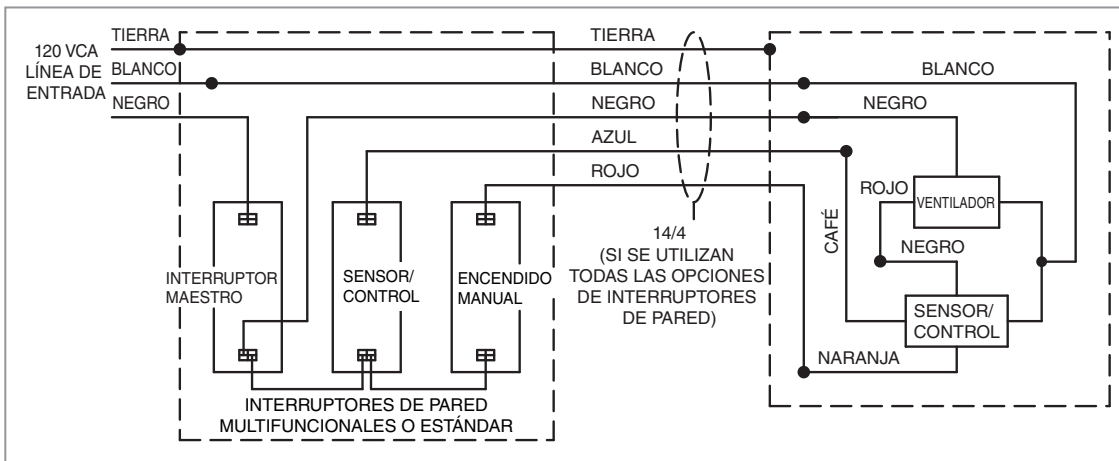 120 VCA
LÍNEA DE
ENTRADA
TIERRA
BLANCO
NEGRO
TIERRA
BLANCO
NEGRO
AZUL
ROJO
BLANCO
NEGRO
ROJO
VENTILADOR
CAFÉ
NEGRO
SENSOR/
CONTROL
NARANJA
INTERRUPTOR
MAESTRO
SENSOR/
CONTROL
ENCENDIDO
MANUAL
14/4
(SI SE UTILIZAN
TODAS LAS OPCIONES
DE INTERRUPTORES
DE PARED)
INTERRUPTORES DE PARED
MULTIFUNCIONALES O ESTÁNDAR